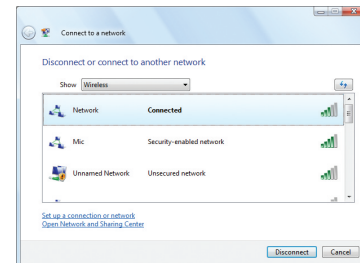 Connect to a network
Disconnect or connect to another network
Show Wireless
Network Connected
Mic Security-enabled network
Unnamed Network Unsecured network
Set up a connection or network
Open Network and Sharing Center
Disconnect Cancel